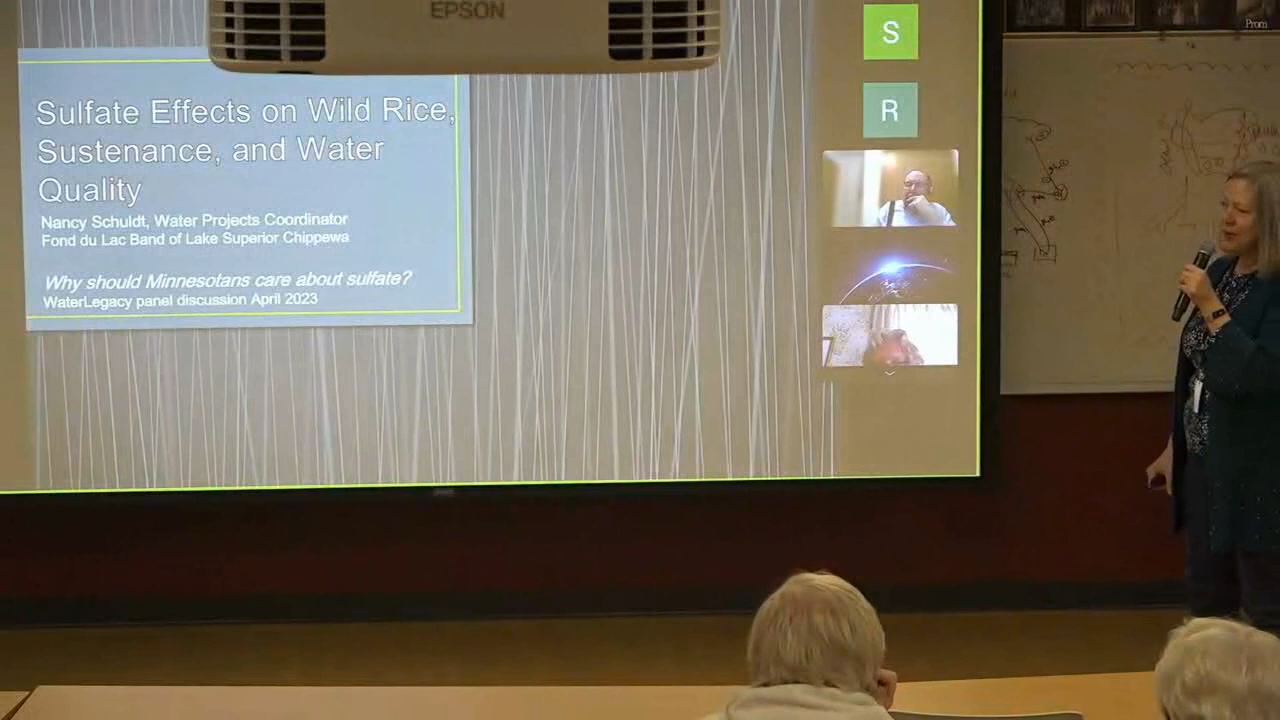 EPSON
Sulfate Effects on Wild Rice,
Sustenance, and Water
Quality
Nancy Schuldt, Water Projects Coordinator
Fond du Lac Band of Lake Superior Chippewa
Why should Minnesotans care about sulfate?
WaterLegacy panel discussion April 2023
S
R
Prom